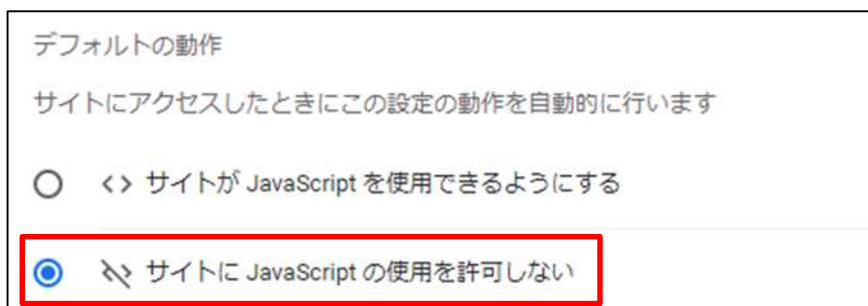 デフォルトの動作
サイトにアクセスしたときにこの設定の動作を自動的に行います
<> サイトが JavaScript を使用できるようにする
サイトに JavaScript の使用を許可しない